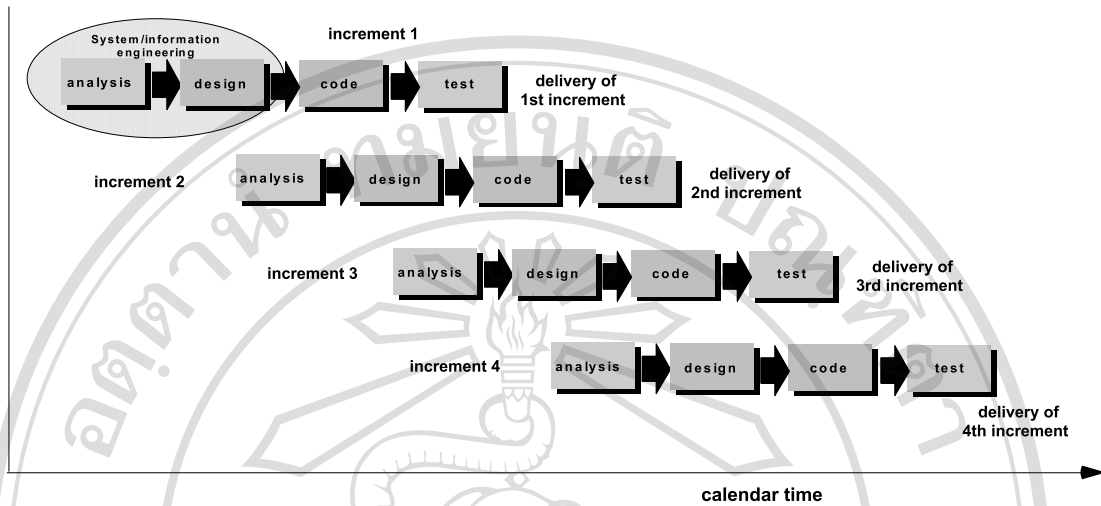 System/information
engineering
increment 1
analysis
design
code
test
delivery of
1st increment
increment 2
analysis
design
code
test
delivery of
2nd increment
increment 3
analysis
design
code
test
delivery of
3rd increment
increment 4
analysis
design
code
test
delivery of
4th increment
calendar time